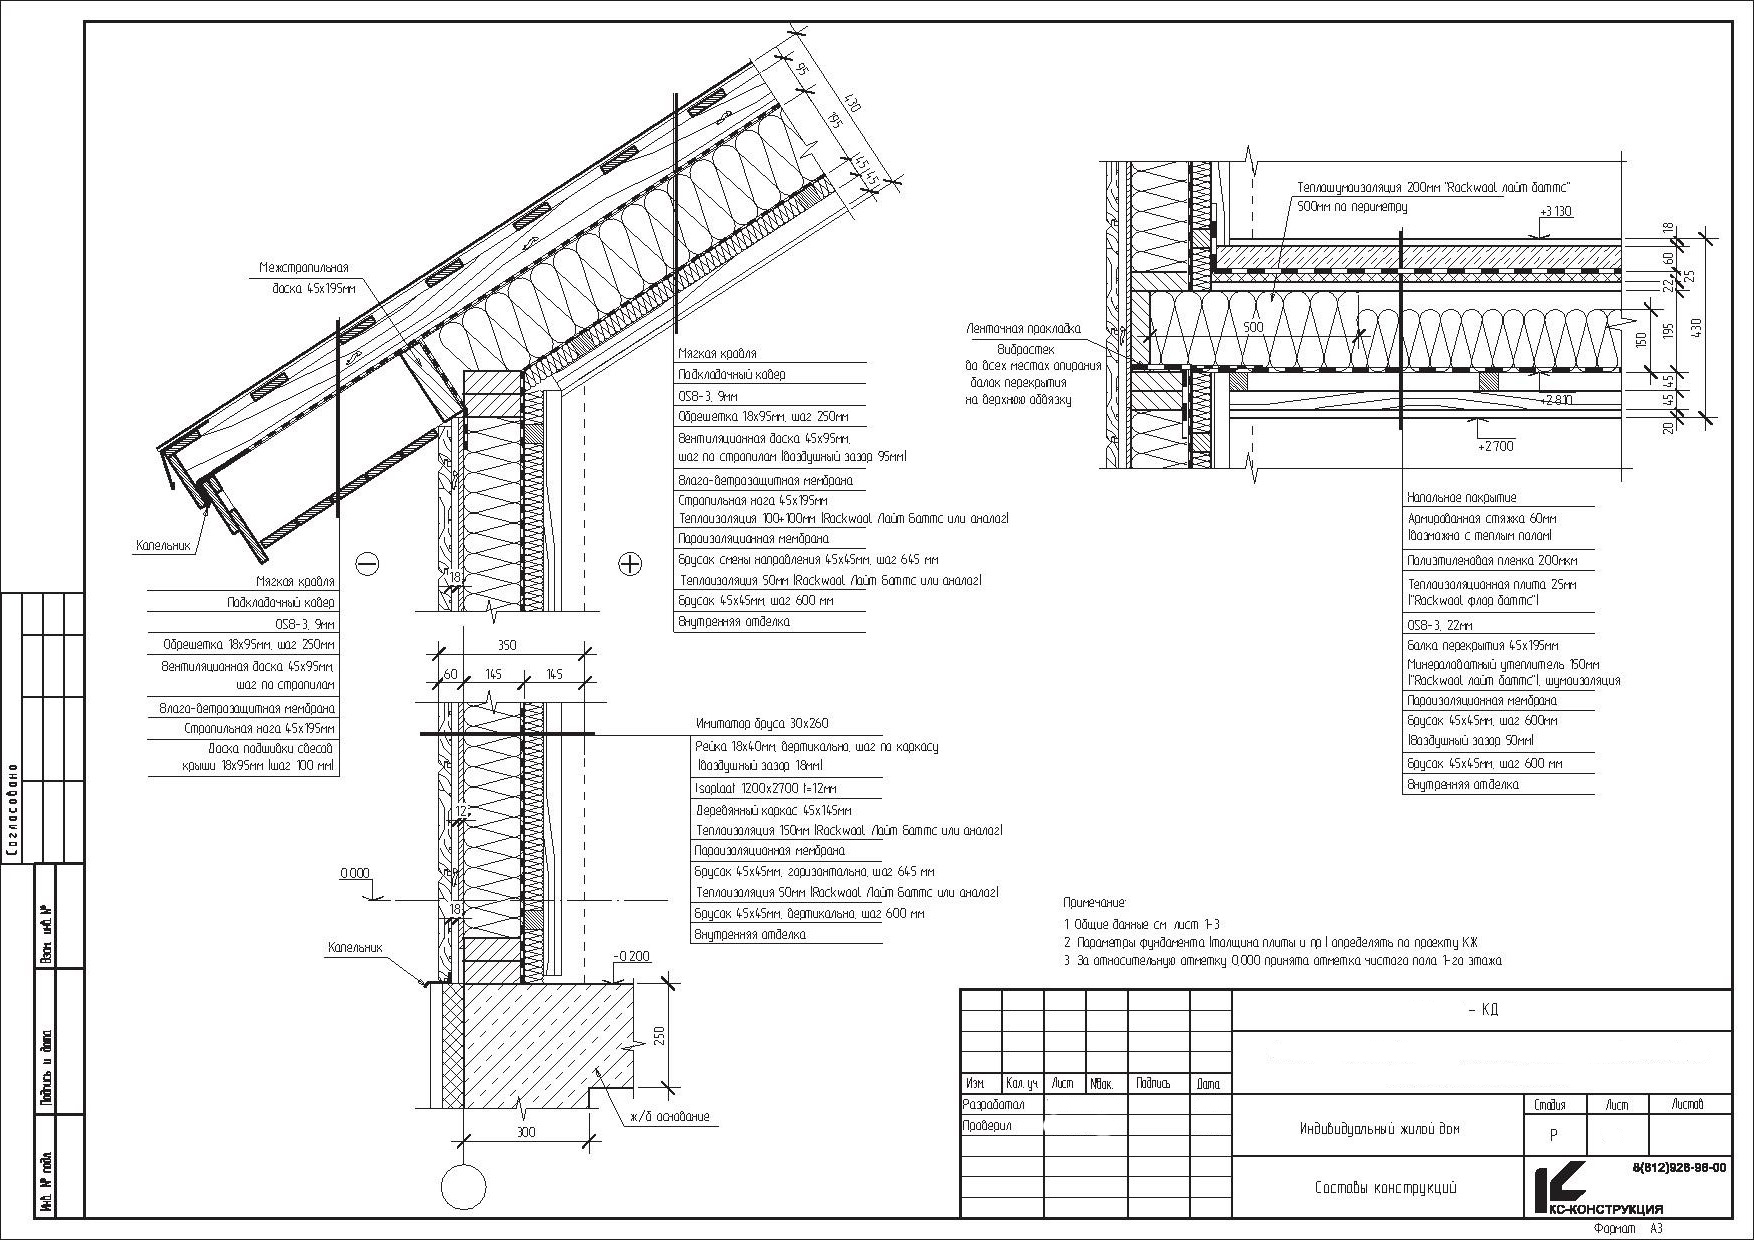 95
430
195
45
45
Межстропильная
доска 45х195мм
Капельник
Мягкая кровля
Подкладочный ковер
OSB-3, 9мм
Обрешетка 18х95мм, шаг 250мм
Вентиляционная доска 45х95мм,
шаг по стропилам
Влаго-ветрозащитная мембрана
Стропильная нога 45х195мм
Доска подшивки свесов
крыши 18х95мм (шаг 100 мм)
Мягкая кровля
Подкладочный ковер
OSB-3, 9мм
Обрешетка 18х95мм, шаг 250мм
Вентиляционная доска 45х95мм,
шаг по стропилам (воздушный зазор 95мм)
Влаго-ветрозащитная мембрана
Стропильная нога 45х195мм
Теплоизоляция 100+100мм (Rockwool Лайт Баттс или аналог)
Пароизоляционная мембрана
Брусок смены направления 45х45мм, шаг 645 мм
Теплоизоляция 50мм (Rockwool Лайт Баттс или аналог)
Брусок 45х45мм, шаг 600 мм
Внутренняя отделка
18
350
60
145
145
12
18
0.000
Капельник
-0.200
250
ж/б основание
300
Имитатор бруса 30х260
Рейка 18х40мм, вертикально, шаг по каркасу
(воздушный зазор 18мм)
Isoplaat 1200х2700 t=12мм
Деревянный каркас 45х145мм
Теплоизоляция 150мм (Rockwool Лайт Баттс или аналог)
Пароизоляционная мембрана
Брусок 45х45мм, горизонтально, шаг 645 мм
Теплоизоляция 50мм (Rockwool Лайт Баттс или аналог)
Брусок 45х45мм, вертикально, шаг 600 мм
Внутренняя отделка
Теплошумоизоляция 200мм "Rockwool лайт баттс"
500мм по периметру
+3.130
18
60
25
22
195
430
150
45
45
20
500
+2.810
+2.700
Ленточная прокладка
Вибростек
во всех местах опирания
балок перекрытия
на верхнюю обвязку
Напольное покрытие
Армированная стяжка 60мм
(возможна с теплым полом)
Полиэтиленовая пленка 200мкм
Теплоизоляционная плита 25мм
("Rockwool флор баттс")
OSB-3, 22мм
Балка перекрытия 45х195мм
Минераловатный утеплитель 150мм
("Rockwool лайт баттс"), шумоизоляция
Пароизоляционная мембрана
Брусок 45х45мм, шаг 600мм
(воздушный зазор 50мм)
Брусок 45х45мм, шаг 600 мм
Внутренняя отделка
Примечание:
1 Общие данные см. лист 1-3
2 Параметры фундамента (толщина плиты и пр.) определять по проекту КЖ
3 За относительную отметку 0,000 принята отметка чистого пола 1-го этажа
- КД
Изм. Кол. уч Лист №док. Подпись Дата
Разработал
Проверил
Индивидуальный жилой дом
Стадия Лист Листов
Р
Составы конструкций
8(812)928-98-00
КС-КОНСТРУКЦИЯ
Формат А3
Согласовано
Взам. инв. №
Подпись и дата
Инв. № подл.